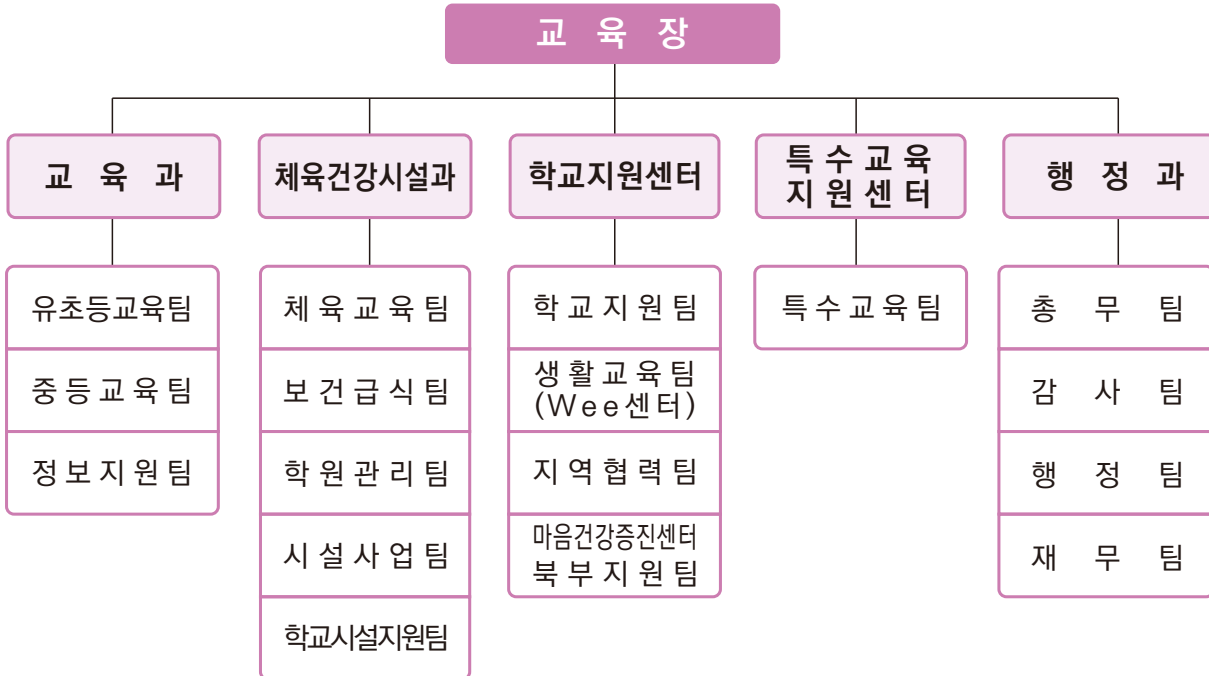 교육장
교육과
체육건강시설과
학교지원센터
특수교육
지원센터
행정과
유초등교육팀
중등교육팀
정보지원팀
체육교육팀
보건급식팀
학원관리팀
시설사업팀
학교시설지원팀
학교지원팀
생활교육팀
(Wee센터)
지역협력팀
마음건강증진센터
북부지원팀
특수교육팀
총무팀
감사팀
행정팀
재무팀